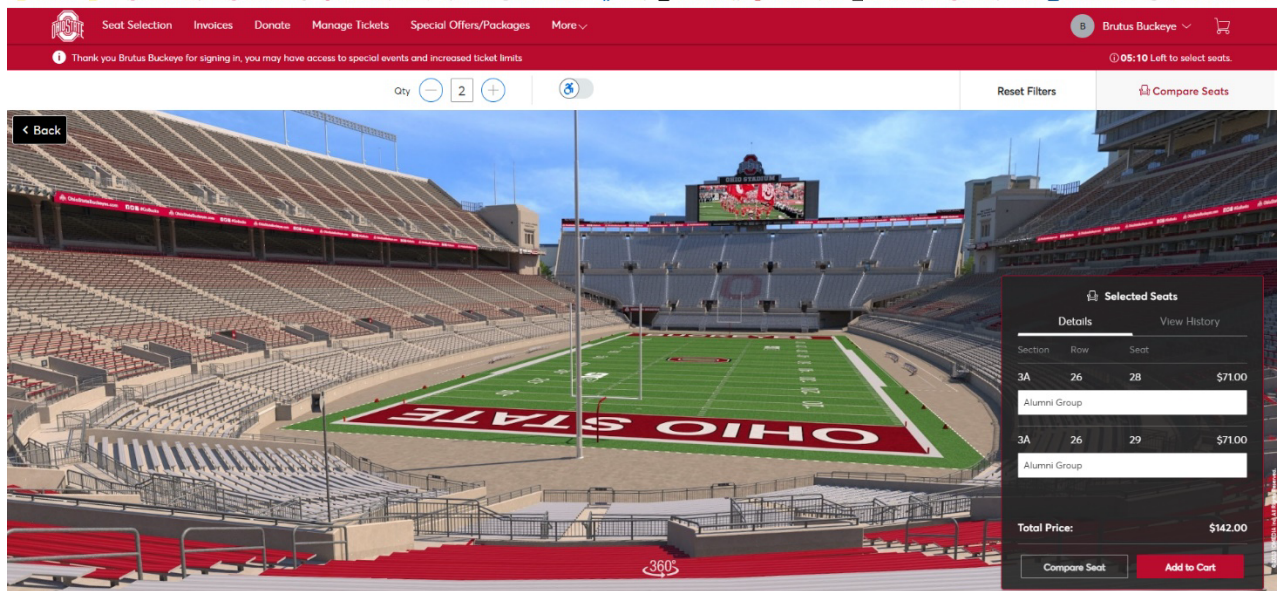 OHIO STATE
Seat Selection Invoices Donate Manage Tickets Special Offers/Packages More
B Brutus Buckeye
i Thank you Brutus Buckeye for signing in, you may have access to special events and increased ticket limits
05:10 Left to select seats.
Qty 2
Reset Filters
Compare Seats
< Back
OHIO STADIUM
OHIO STATE
360°
Selected Seats
Details View History
Section Row Seat
3A 26 28 $71.00
Alumni Group
3A 26 29 $71.00
Alumni Group
Total Price: $142.00
Compare Seat Add to Cart